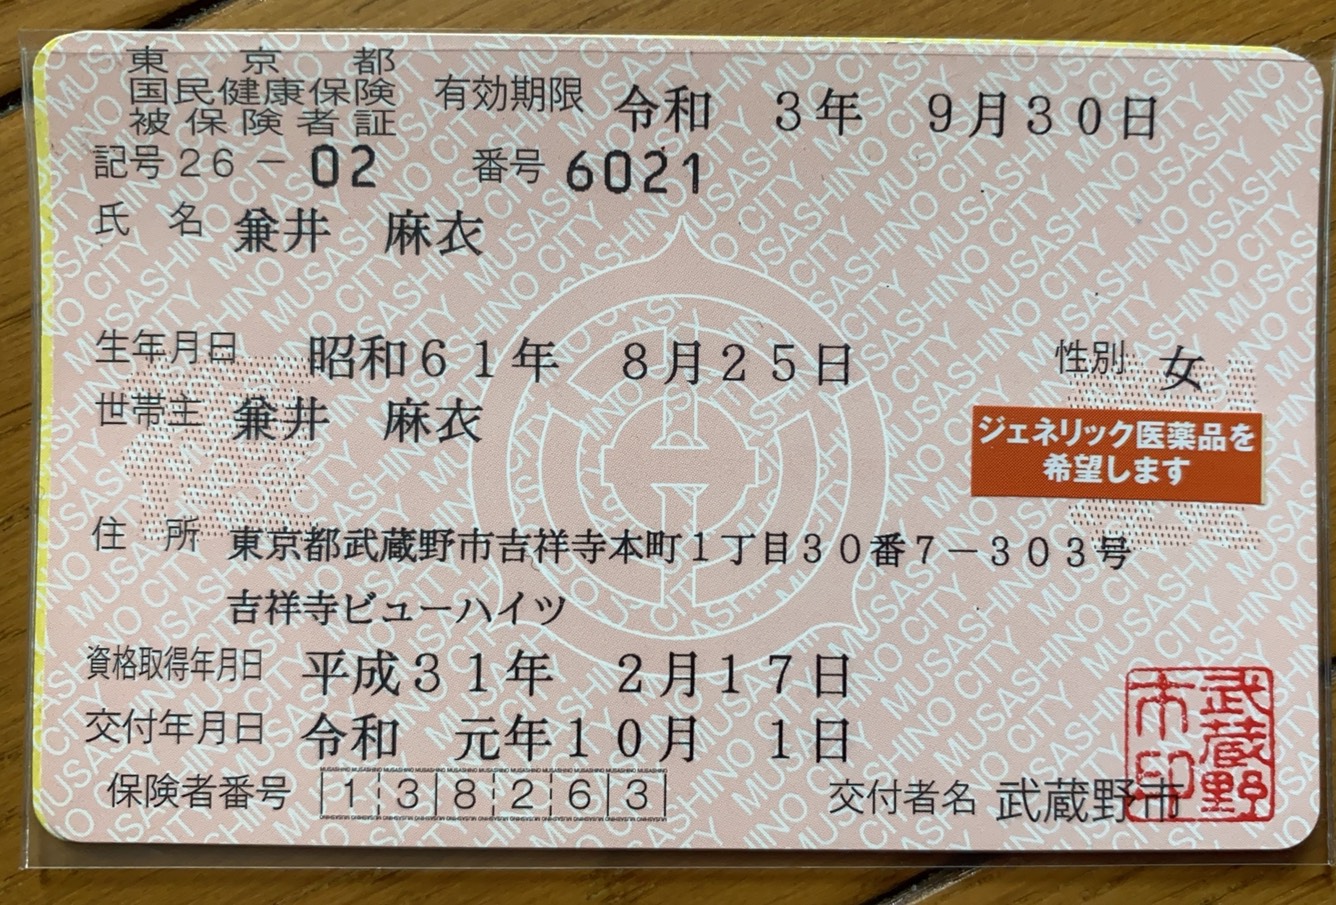 東京都
国民健康保険
被保険者証
有効期限 令和 3年 9月30日
記号26－02 番号 6021
氏名 兼井 麻衣
生年月日 昭和61年 8月25日 性別 女
世帯主 兼井 麻衣
ジェネリック医薬品を
希望します
住所 東京都武蔵野市吉祥寺本町1丁目30番7－303号
吉祥寺ビューハイツ
資格取得年月日 平成31年 2月17日
交付年月日 令和 元年10月 1日
保険者番号 138263 交付者名 武蔵野市
武蔵野
市印
MUSASHINO CITY